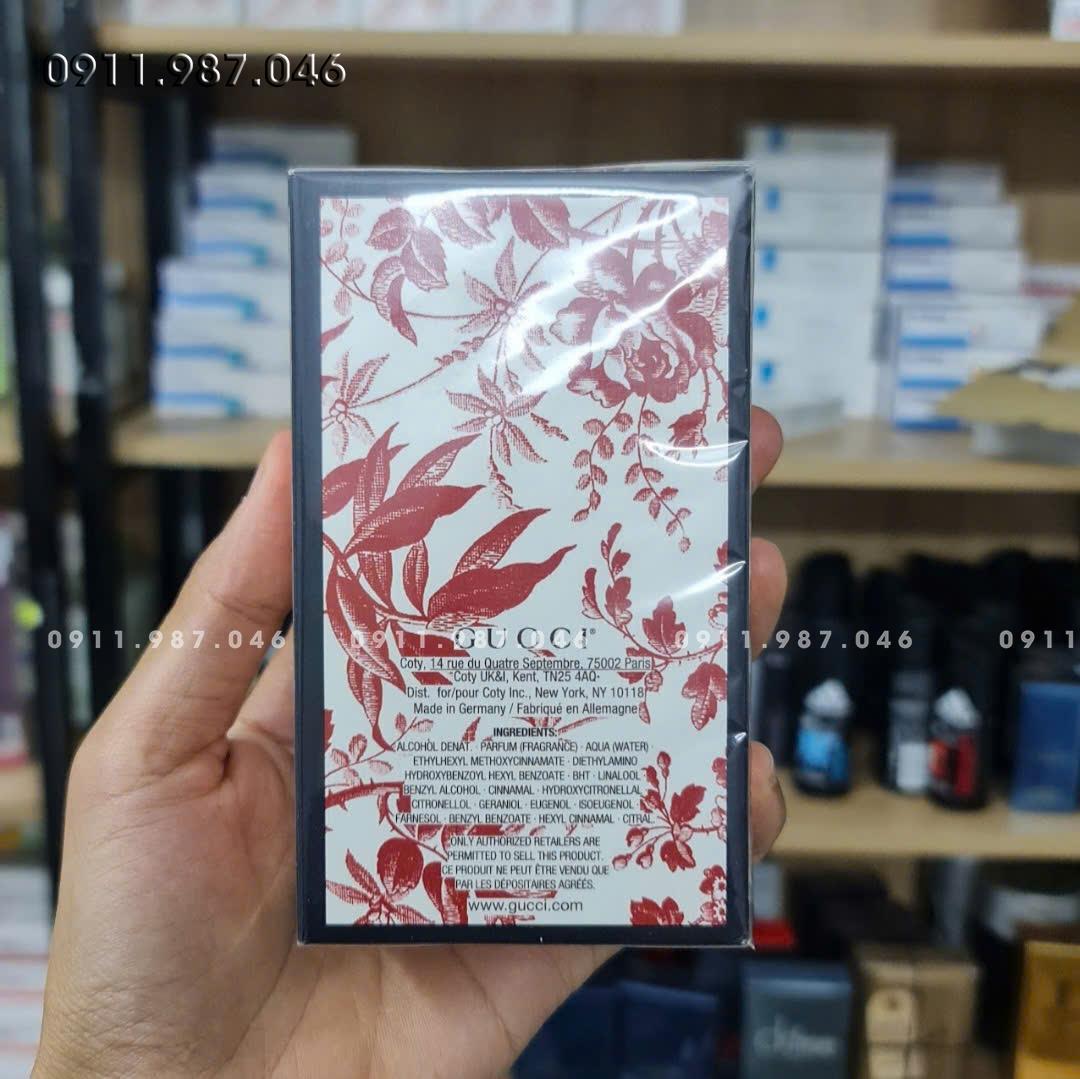 0911.987.046
0911.987.046 0911.987.046 0911.987.046 0911
GUCCI®
Coty, 14 rue du Quatre Septembre, 75002 Paris
Coty UK&I, Kent, TN25 4AQ
Dist. for/pour Coty Inc., New York, NY 10118
Made in Germany / Fabriqué en Allemagne
INGREDIENTS:
ALCOHOL DENAT. · PARFUM (FRAGRANCE) · AQUA (WATER) ·
ETHYLHEXYL METHOXYCINNAMATE · DIETHYLAMINO
HYDROXYBENZOYL HEXYL BENZOATE · BHT · LINALOOL
BENZYL ALCOHOL · CINNAMAL · HYDROXYCITRONELLAL
CITRONELLOL · GERANIOL · EUGENOL · ISOEUGENOL ·
FARNESOL · BENZYL BENZOATE · HEXYL CINNAMAL · CITRAL
ONLY AUTHORIZED RETAILERS ARE
PERMITTED TO SELL THIS PRODUCT.
CE PRODUIT NE PEUT ÊTRE VENDU QUE
PAR LES DÉPOSITAIRES AGRÉÉS.
www.gucci.com